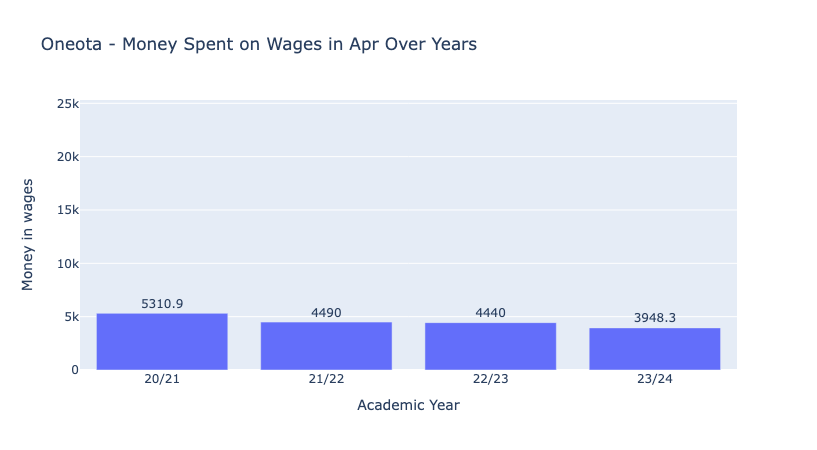 Oneota - Money Spent on Wages in Apr Over Years
25k
20k
15k
10k
5k
0
Money in wages
5310.9
4490
4440
3948.3
20/21
21/22
22/23
23/24
Academic Year